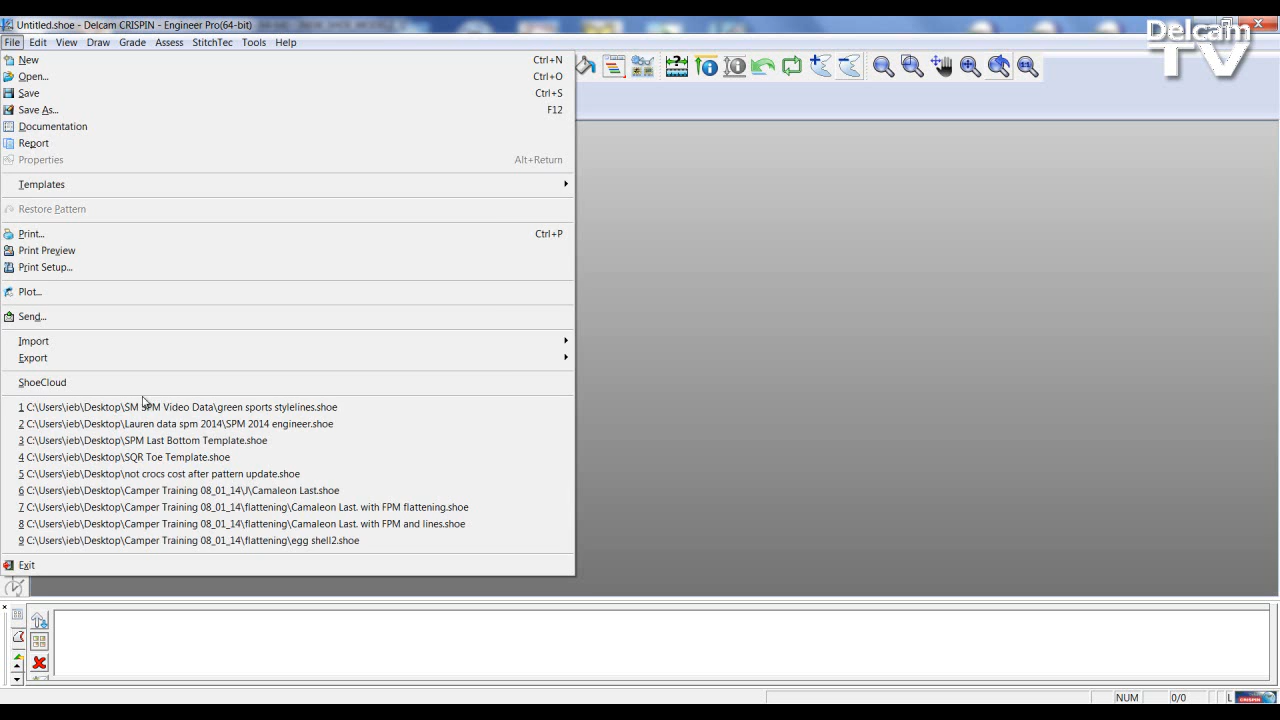 Untitled.shoe - Delcam CRISPIN - Engineer Pro(64-bit)
Delcam
TV
File Edit View Draw Grade Assess StitchTec Tools Help
New Ctrl+N
Open... Ctrl+O
Save Ctrl+S
Save As... F12
Documentation
Report
Properties Alt+Return
Templates
Restore Pattern
Print... Ctrl+P
Print Preview
Print Setup...
Plot...
Send...
Import
Export
ShoeCloud
1 C:\Users\ieb\Desktop\SM SPM Video Data\green sports stylelines.shoe
2 C:\Users\ieb\Desktop\Lauren data spm 2014\SPM 2014 engineer.shoe
3 C:\Users\ieb\Desktop\SPM Last Bottom Template.shoe
4 C:\Users\ieb\Desktop\SQR Toe Template.shoe
5 C:\Users\ieb\Desktop\not crocs cost after pattern update.shoe
6 C:\Users\ieb\Desktop\Camper Training 08_01_14\J\Camaleon Last.shoe
7 C:\Users\ieb\Desktop\Camper Training 08_01_14\flattening\Camaleon Last. with FPM flattening.shoe
8 C:\Users\ieb\Desktop\Camper Training 08_01_14\flattening\Camaleon Last. with FPM and lines.shoe
9 C:\Users\ieb\Desktop\Camper Training 08_01_14\flattening\egg shell2.shoe
Exit
NUM 0/0 L CRISPIN